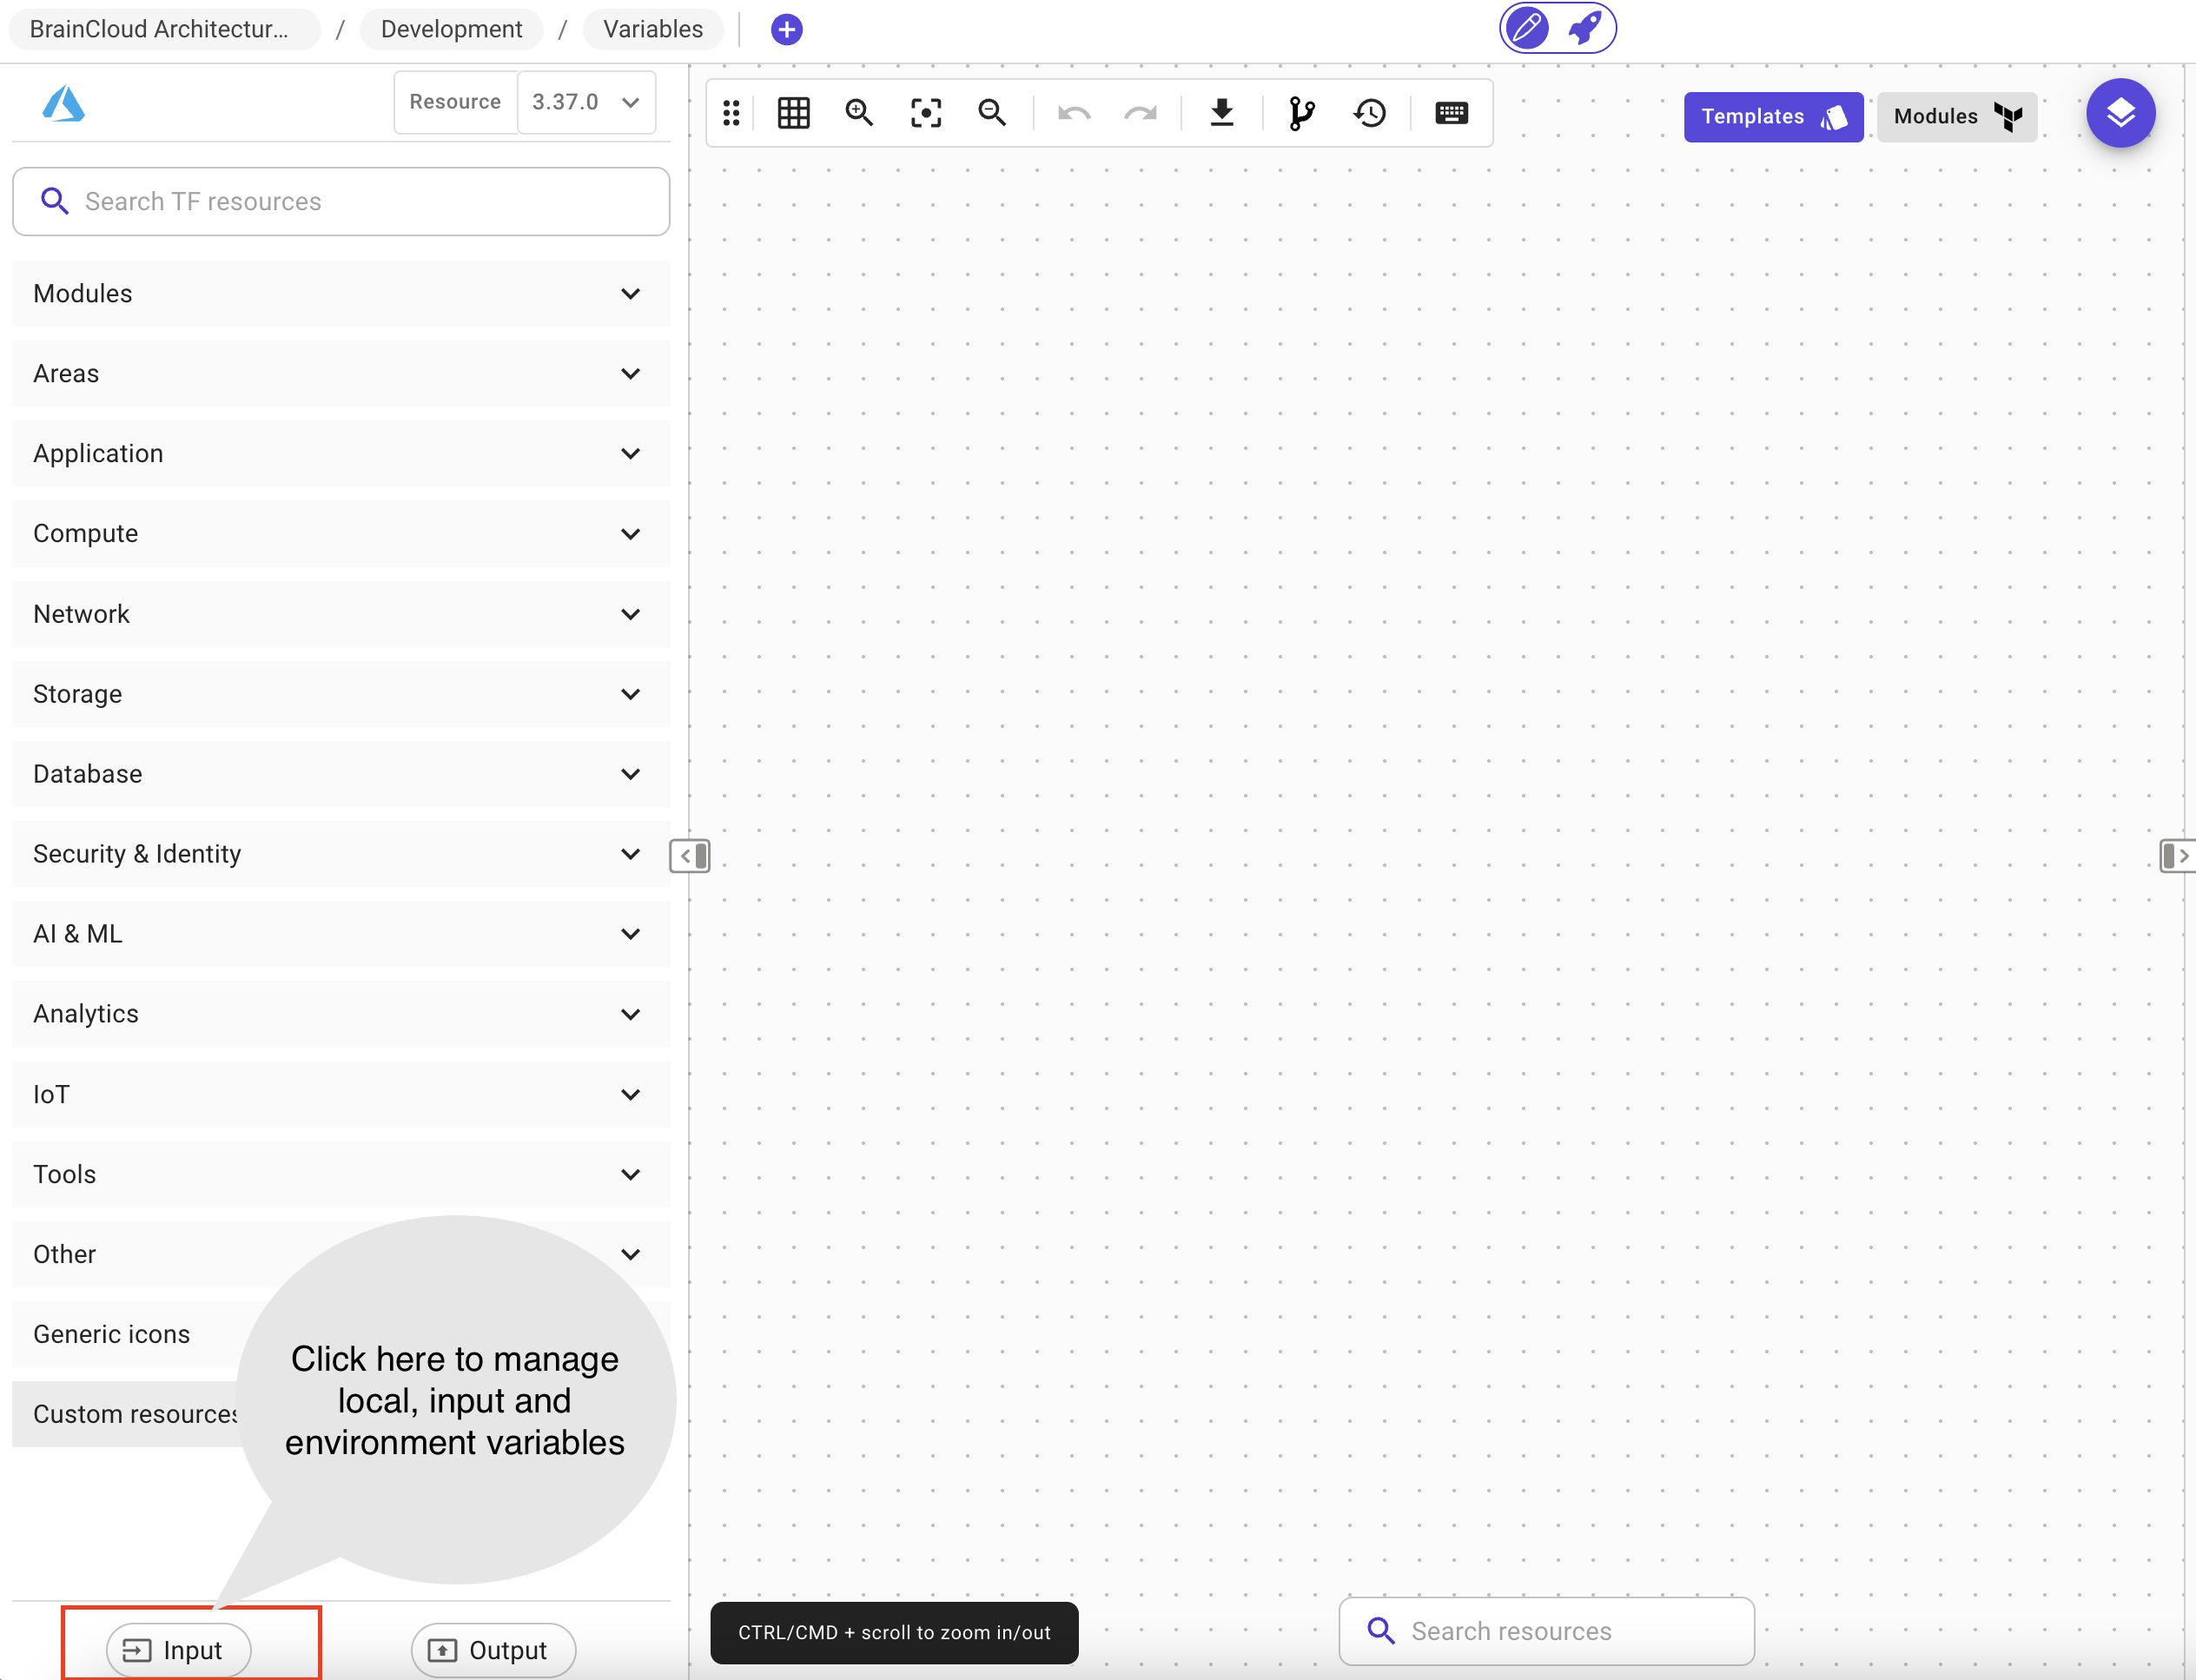 BrainCloud Architectur... / Development / Variables
Resource 3.37.0
Templates
Modules
Search TF resources
Modules
Areas
Application
Compute
Network
Storage
Database
Security & Identity
AI & ML
Analytics
IoT
Tools
Other
Generic icons
Custom resources
Click here to manage
local, input and
environment variables
Input
Output
CTRL/CMD + scroll to zoom in/out
Search resources